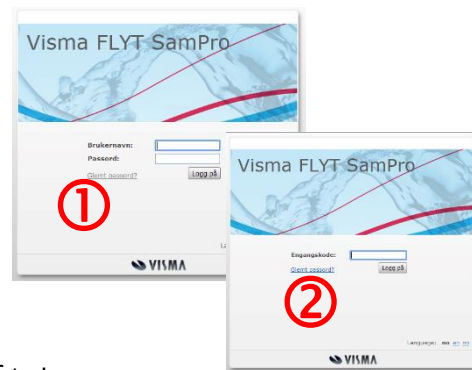 Visma FLYT SamPro
Brukernavn:
Passord:
Glemt passord?
Logg på
①
VISMA
Visma FLYT SamPro
Engangskode:
Glemt passord?
Logg på
②
Language: no
VISMA